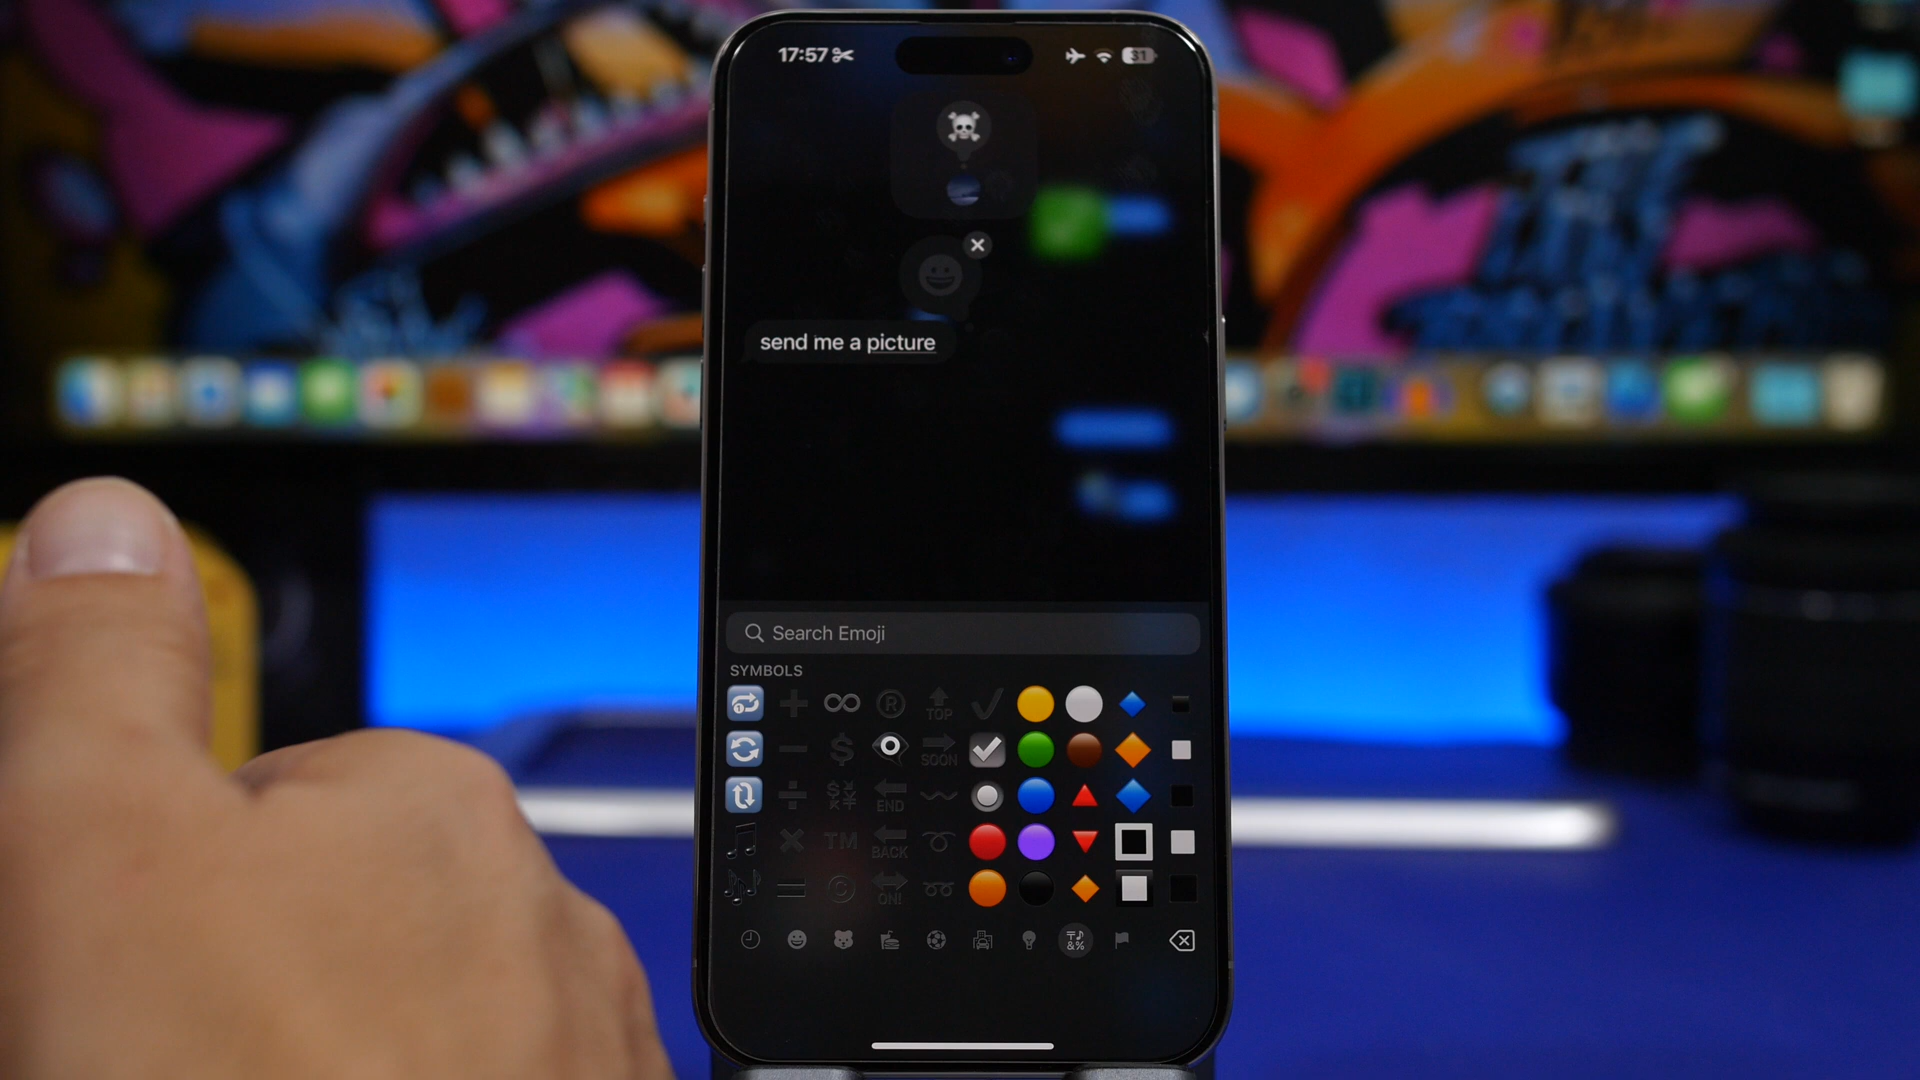 17:57
31
send me a picture
Search Emoji
SYMBOLS
TOP
SOON
END
TM
BACK
ON!